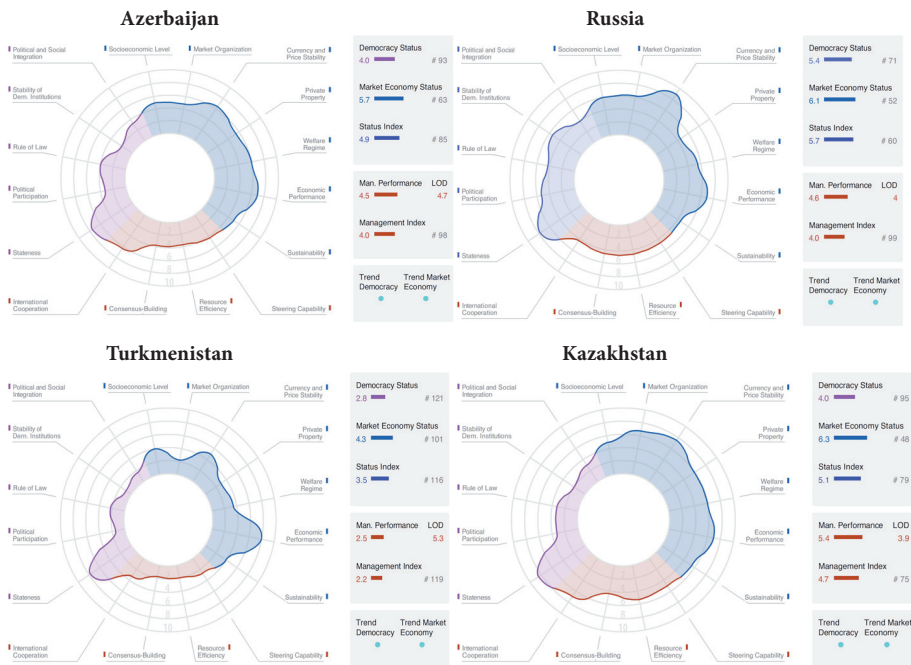 Azerbaijan
Political and Social
Integration
Socioeconomic Level
Market Organization
Currency and
Price Stability
Stability of
Dem. Institutions
Private
Property
Rule of Law
Welfare
Regime
Political
Participation
Economic
Performance
Stateness
Sustainability
International
Cooperation
Consensus-Building
Resource
Efficiency
Steering Capability
6
8
10
Democracy Status
4.0 # 93
Market Economy Status
5.7 # 63
Status Index
4.9 # 85
Man. Performance LOD
4.5 4.7
Management Index
4.0 # 98
Trend Trend Market
Democracy Economy
Russia
Political and Social
Integration
Socioeconomic Level
Market Organization
Currency and
Price Stability
Stability of
Dem. Institutions
Private
Property
Rule of Law
Welfare
Regime
Political
Participation
Economic
Performance
Stateness
Sustainability
International
Cooperation
Consensus-Building
Resource
Efficiency
Steering Capability
6
8
10
Democracy Status
5.4 # 71
Market Economy Status
6.1 # 52
Status Index
5.7 # 60
Man. Performance LOD
4.6 4
Management Index
4.0 # 99
Trend Trend Market
Democracy Economy
Turkmenistan
Political and Social
Integration
Socioeconomic Level
Market Organization
Currency and
Price Stability
Stability of
Dem. Institutions
Private
Property
Rule of Law
Welfare
Regime
Political
Participation
Economic
Performance
Stateness
Sustainability
International
Cooperation
Consensus-Building
Resource
Efficiency
Steering Capability
6
8
10
Democracy Status
2.8 # 121
Market Economy Status
4.3 # 101
Status Index
3.5 # 116
Man. Performance LOD
2.5 5.3
Management Index
2.2 # 119
Trend Trend Market
Democracy Economy
Kazakhstan
Political and Social
Integration
Socioeconomic Level
Market Organization
Currency and
Price Stability
Stability of
Dem. Institutions
Private
Property
Rule of Law
Welfare
Regime
Political
Participation
Economic
Performance
Stateness
Sustainability
International
Cooperation
Consensus-Building
Resource
Efficiency
Steering Capability
6
8
10
Democracy Status
4.0 # 95
Market Economy Status
6.3 # 48
Status Index
5.1 # 79
Man. Performance LOD
5.4 3.9
Management Index
4.7 # 75
Trend Trend Market
Democracy Economy